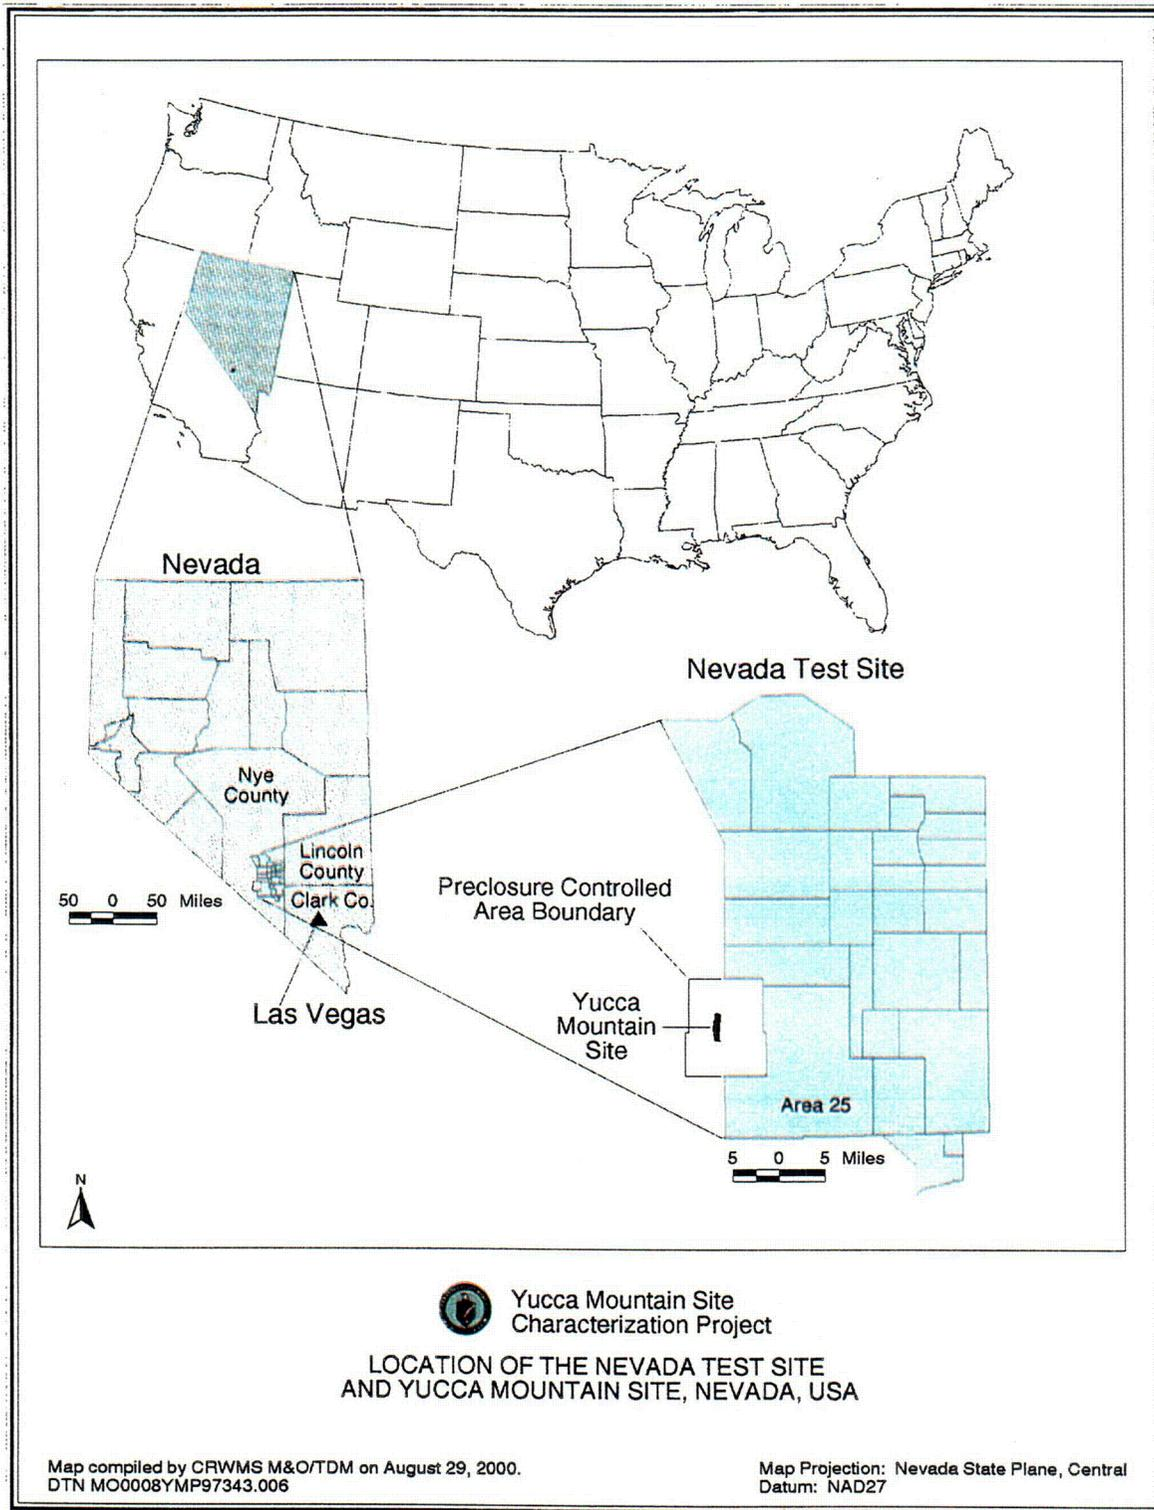 Nevada
Nevada Test Site
Nye
County
Lincoln
County
Clark Co.
50 0 50 Miles
Las Vegas
Preclosure Controlled
Area Boundary
Yucca
Mountain
Site
Area 25
5 0 5 Miles
N
Yucca Mountain Site
Characterization Project
LOCATION OF THE NEVADA TEST SITE
AND YUCCA MOUNTAIN SITE, NEVADA, USA
Map compiled by CRWMS M&O/TDM on August 29, 2000.
DTN MO0008YMP97343.006
Map Projection: Nevada State Plane, Central
Datum: NAD27